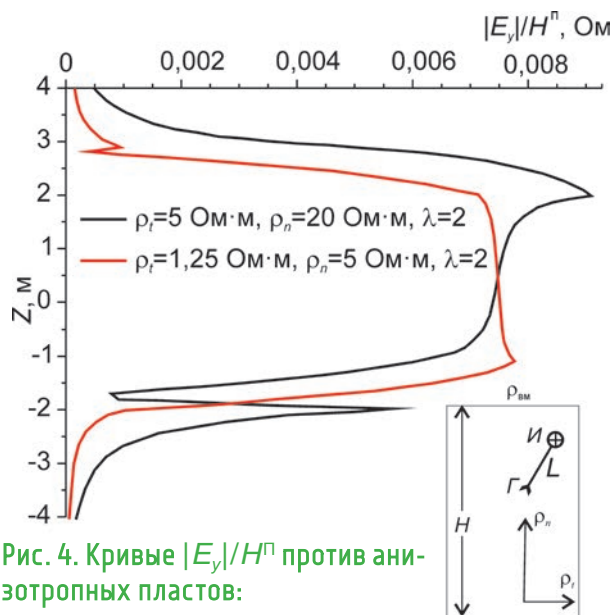 |E_y|/H^п, Ом
0 0,002 0,004 0,006 0,008
4
3
2
1
0
-1
-2
-3
-4
Z, м
ρ_t=5 Ом·м, ρ_n=20 Ом·м, λ=2
ρ_t=1,25 Ом·м, ρ_n=5 Ом·м, λ=2
ρ_вм
И
L
Г
H
ρ_n
ρ_t
Рис. 4. Кривые |E_y|/H^П против ани-
зотропных пластов: